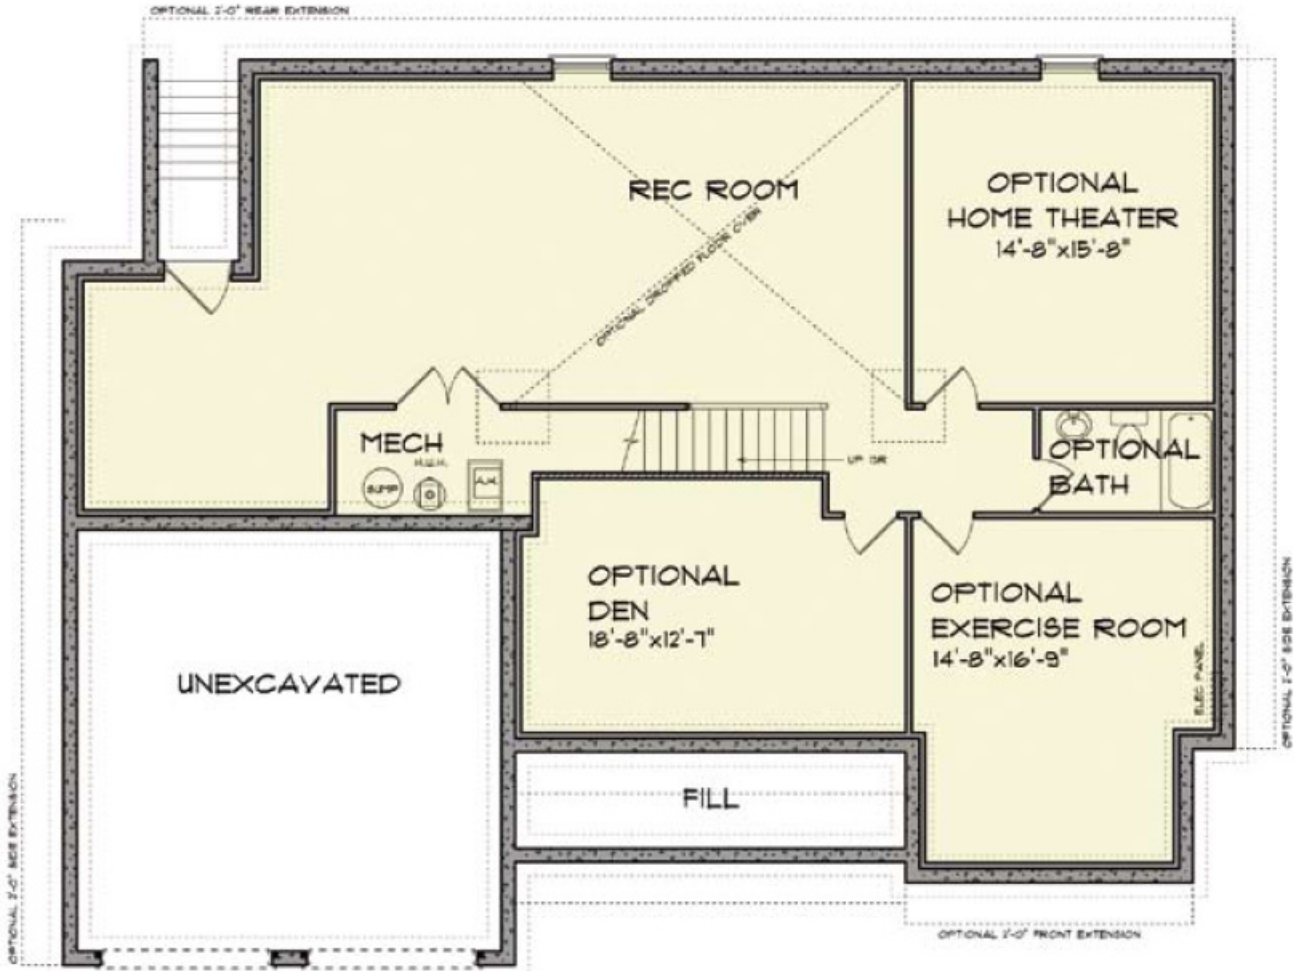 OPTIONAL 2'-0" REAR EXTENSION
REC ROOM
OPTIONAL
HOME THEATER
14'-8"x15'-8"
OPTIONAL DROPPED FLOOR OVER
MECH
H.W.H.
SUMP
A.H.
UP
OPTIONAL
BATH
OPTIONAL
DEN
18'-8"x12'-7"
OPTIONAL
EXERCISE ROOM
14'-8"x16'-9"
ELEC PANEL
UNEXCAVATED
FILL
OPTIONAL 2'-0" SIDE EXTENSION
OPTIONAL 2'-0" SIDE EXTENSION
OPTIONAL 2'-0" FRONT EXTENSION